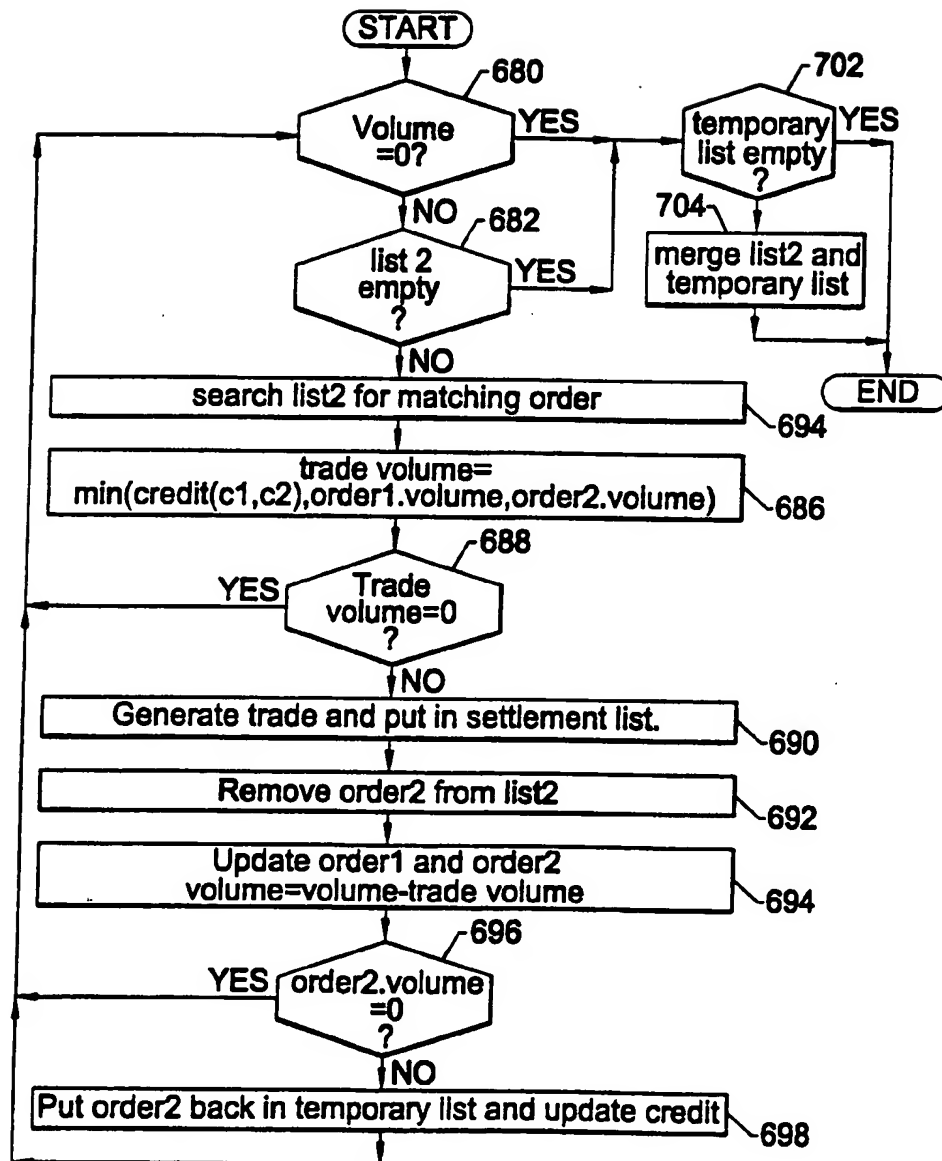 START
680
Volume
=0?
YES
NO
702
temporary
list empty
?
YES
682
list 2
empty
?
YES
NO
704
merge list2 and
temporary list
END
search list2 for matching order
694
trade volume=
min(credit(c1,c2),order1.volume,order2.volume)
686
688
Trade
volume=0
?
YES
NO
Generate trade and put in settlement list.
690
Remove order2 from list2
692
Update order1 and order2
volume=volume-trade volume
694
696
order2.volume
=0
?
YES
NO
Put order2 back in temporary list and update credit
698